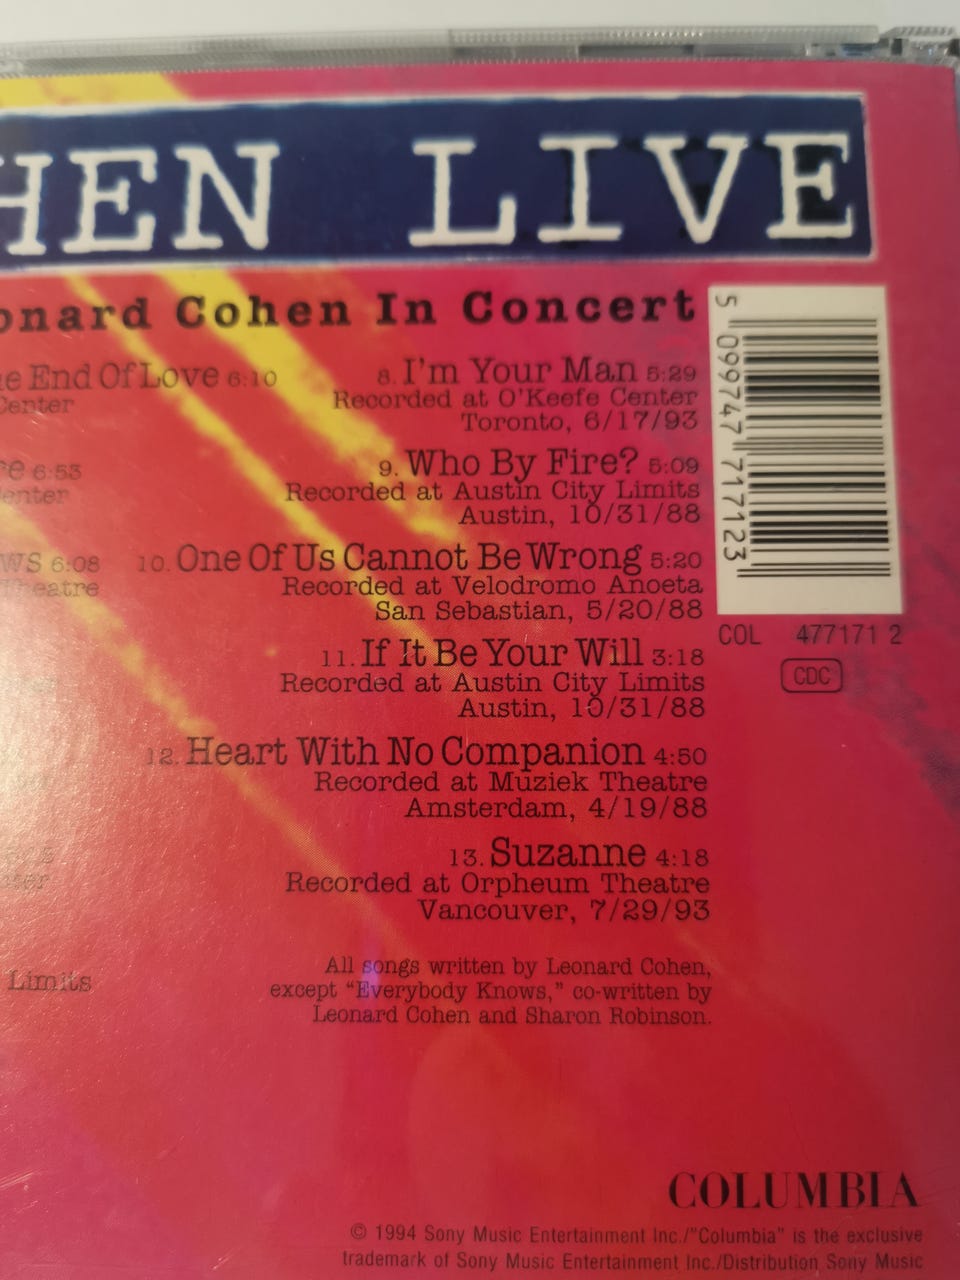 HEN LIVE
onard Cohen In Concert
e End Of Love 6:10
Center
e 6:53
enter
ws 6:08
Theatre
Limits
8. I'm Your Man 5:29
Recorded at O'Keefe Center
Toronto, 6/17/93
9. Who By Fire? 5:09
Recorded at Austin City Limits
Austin, 10/31/88
10. One Of Us Cannot Be Wrong 5:20
Recorded at Velodromo Anoeta
San Sebastian, 5/20/88
11. If It Be Your Will 3:18
Recorded at Austin City Limits
Austin, 10/31/88
12. Heart With No Companion 4:50
Recorded at Muziek Theatre
Amsterdam, 4/19/88
13. Suzanne 4:18
Recorded at Orpheum Theatre
Vancouver, 7/29/93
All songs written by Leonard Cohen,
except "Everybody Knows," co-written by
Leonard Cohen and Sharon Robinson.
5 099747 717123
COL 477171 2
CDC
COLUMBIA
© 1994 Sony Music Entertainment Inc./"Columbia" is the exclusive
trademark of Sony Music Entertainment Inc./Distribution Sony Music